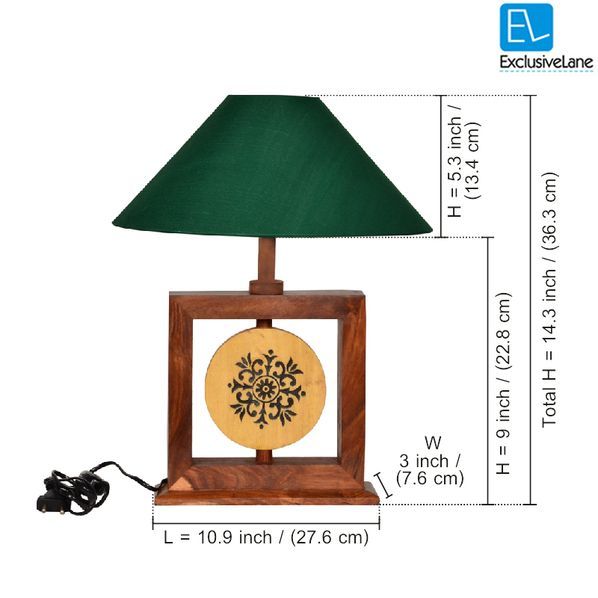 EL
ExclusiveLane
H = 5.3 inch /
(13.4 cm)
H = 9 inch / (22.8 cm)
Total H = 14.3 inch / (36.3 cm)
W
3 inch /
(7.6 cm)
L = 10.9 inch / (27.6 cm)